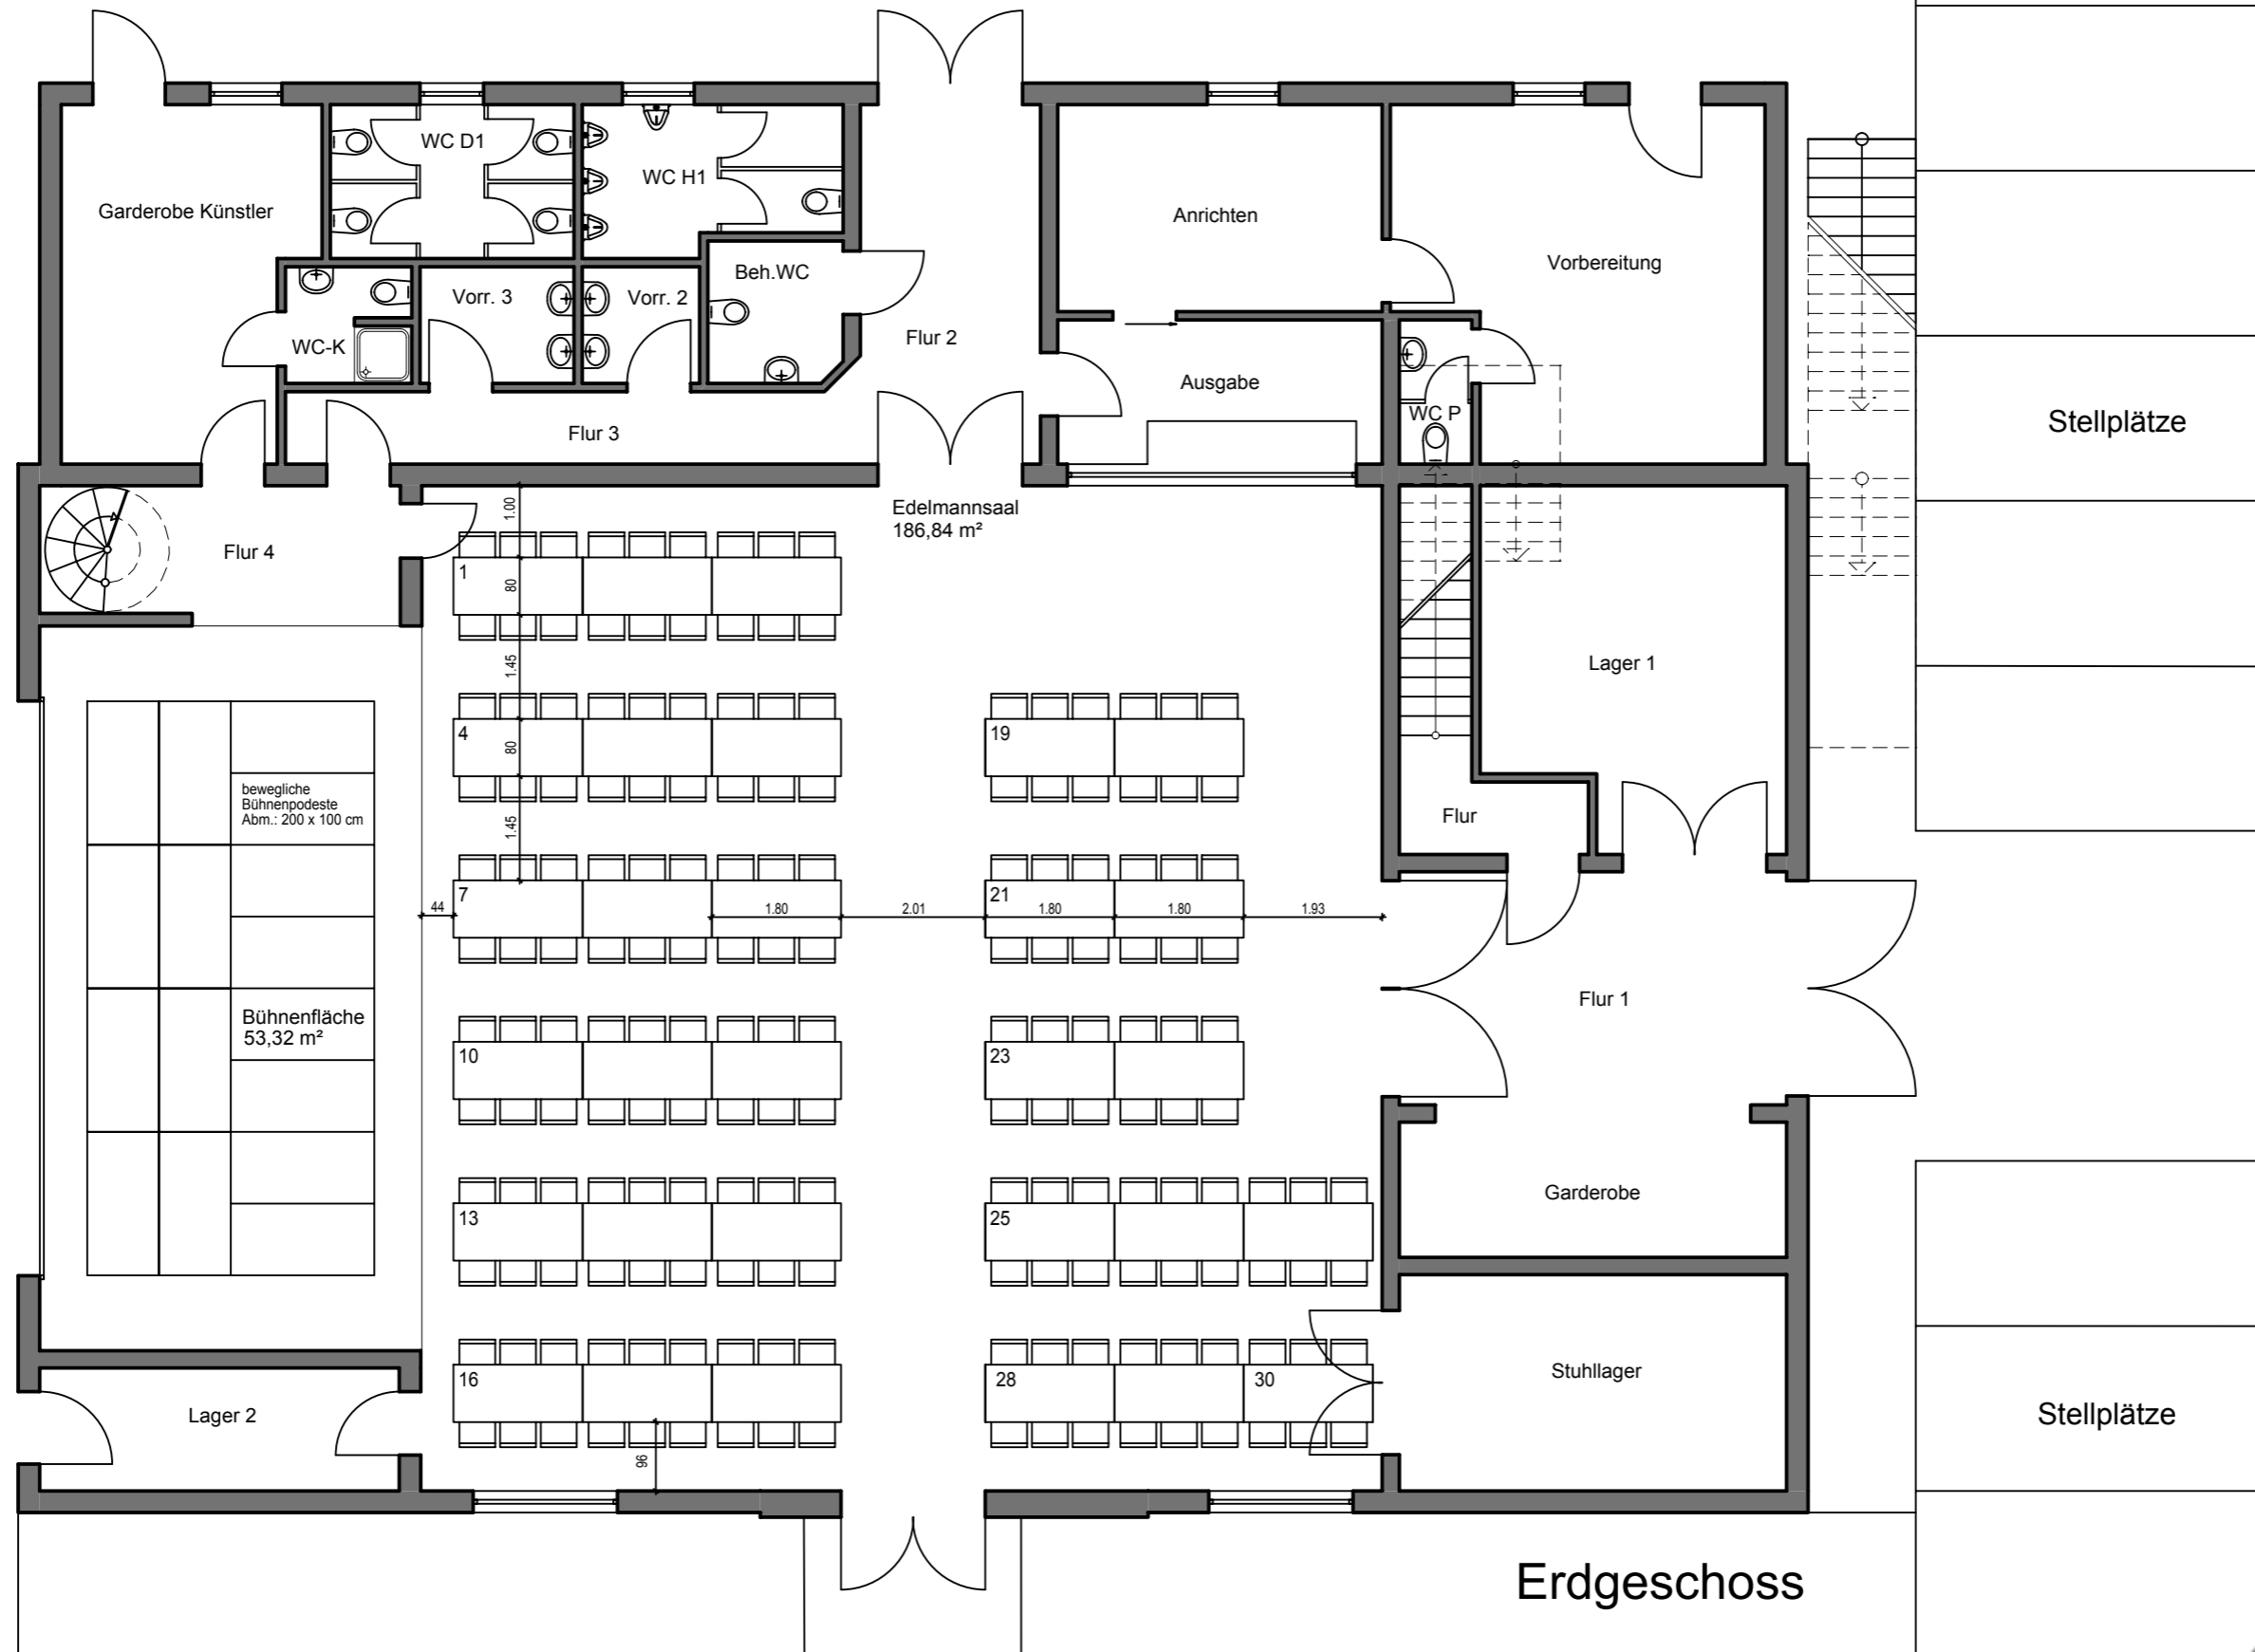 WC D1
WC H1
Garderobe Künstler
Anrichten
Vorbereitung
Beh.WC
Vorr. 3
Vorr. 2
WC-K
Flur 2
Ausgabe
WC P
Stellplätze
Flur 3
Edelmannsaal
186,84 m²
1.00
Flur 4
1
80
1.45
Lager 1
4
80
19
bewegliche
Bühnenpodeste
Abm.: 200 x 100 cm
1.45
Flur
7
21
44
1.80
2.01
1.80
1.80
1.93
Flur 1
Bühnenfläche
53,32 m²
10
23
13
25
Garderobe
16
28
30
Stuhllager
Lager 2
96
Stellplätze
Erdgeschoss